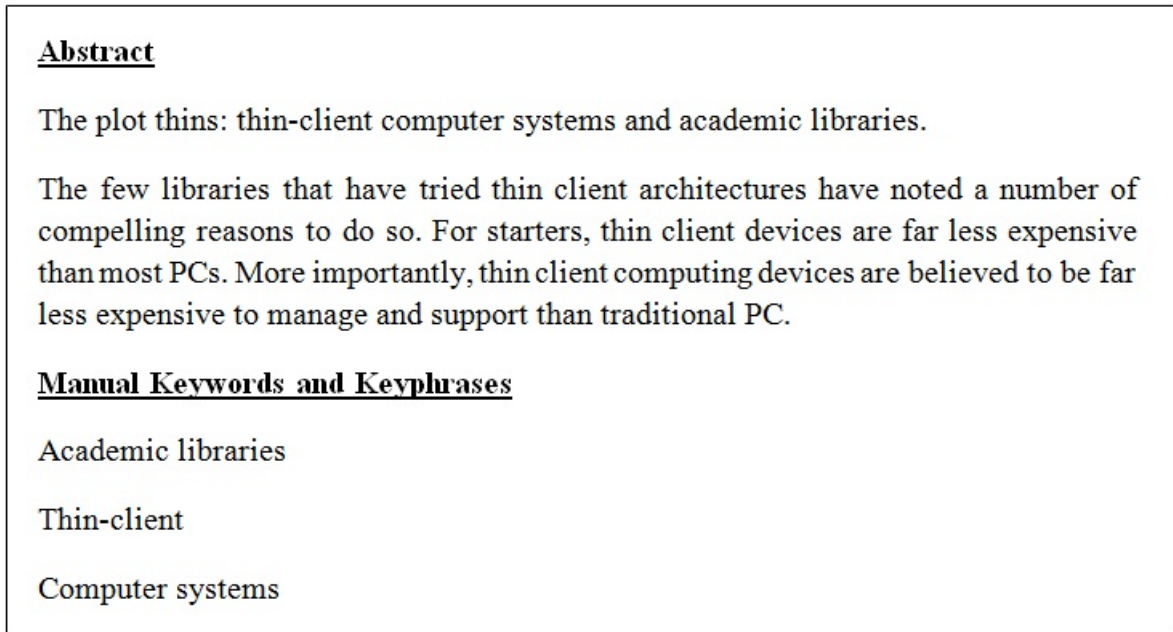 Abstract
The plot thins: thin-client computer systems and academic libraries.
The few libraries that have tried thin client architectures have noted a number of
compelling reasons to do so. For starters, thin client devices are far less expensive
than most PCs. More importantly, thin client computing devices are believed to be far
less expensive to manage and support than traditional PC.
Manual Keywords and Keyphrases
Academic libraries
Thin-client
Computer systems